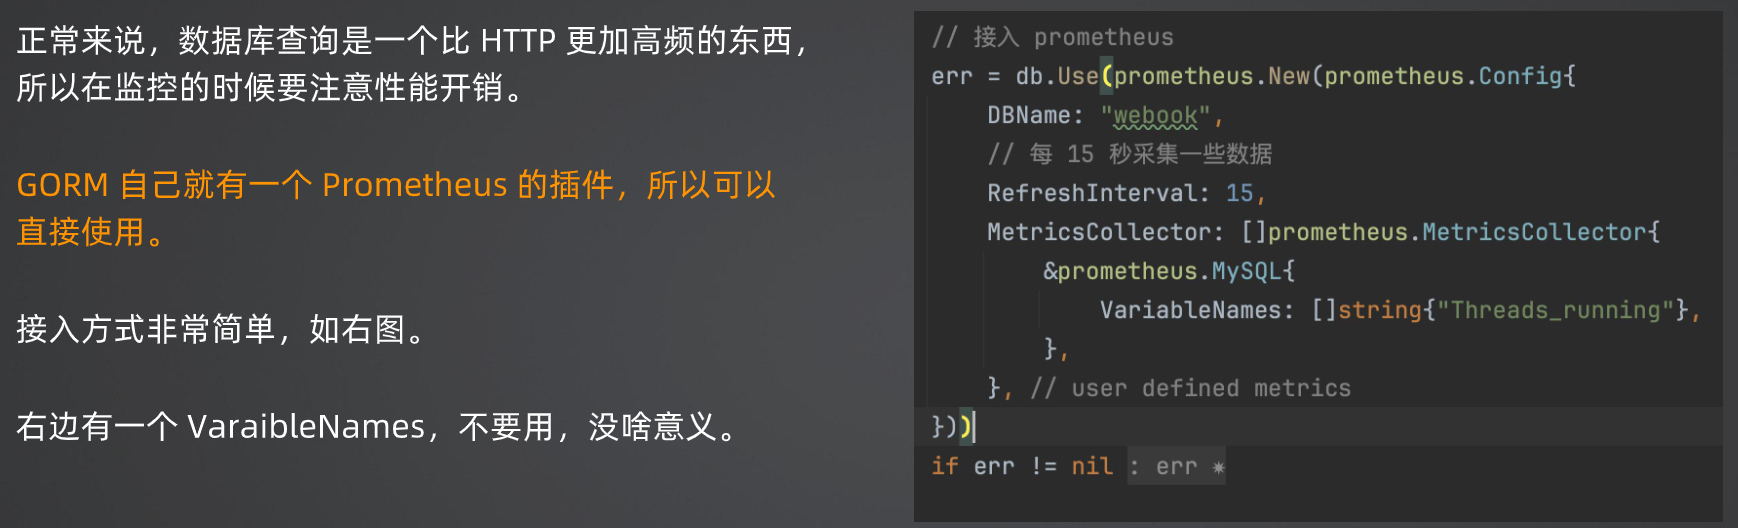 正常来说，数据库查询是一个比 HTTP 更加高频的东西，
所以在监控的时候要注意性能开销。
GORM 自己就有一个 Prometheus 的插件，所以可以
直接使用。
接入方式非常简单，如右图。
右边有一个 VaraibleNames，不要用，没啥意义。
// 接入 prometheus
err = db.Use(prometheus.New(prometheus.Config{
DBName: "webook",
// 每 15 秒采集一些数据
RefreshInterval: 15,
MetricsCollector: []prometheus.MetricsCollector{
&prometheus.MySQL{
VariableNames: []string{"Threads_running"},
},
}, // user defined metrics
}))
if err != nil : err ✷